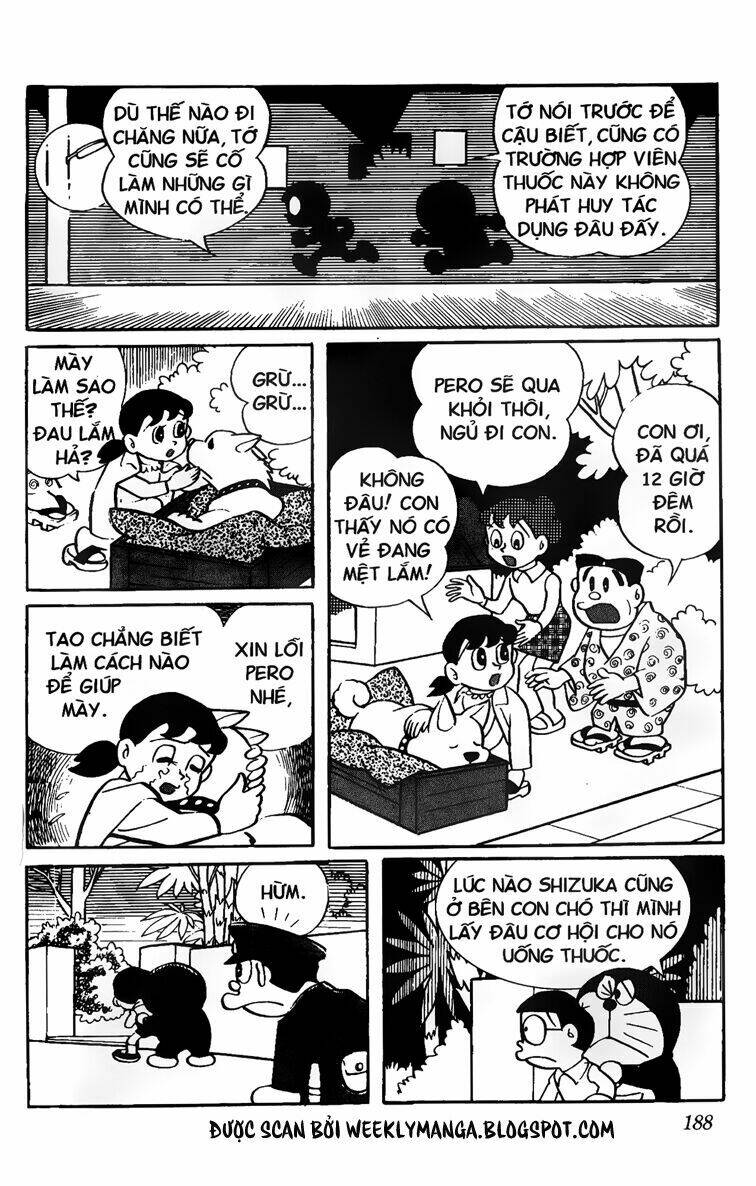 DÙ THẾ NÀO ĐI
CHĂNG NỮA, TỚ
CŨNG SẼ CỐ
LÀM NHỮNG GÌ
MÌNH CÓ THỂ.
TỚ NÓI TRƯỚC ĐỂ
CẬU BIẾT, CŨNG CÓ
TRƯỜNG HỢP VIÊN
THUỐC NÀY KHÔNG
PHÁT HUY TÁC
DỤNG ĐÂU ĐẤY.
MÀY
LÀM SAO
THẾ?
ĐAU LẮM
HẢ?
GRỪ...
GRỪ...
PERO SẼ QUA
KHỎI THÔI,
NGỦ ĐI CON.
CON ƠI,
ĐÃ QUÁ
12 GIỜ
ĐÊM
RỒI.
KHÔNG
ĐÂU! CON
THẤY NÓ CÓ
VẺ ĐANG
MỆT LẮM!
XIN LỖI
PERO
NHÉ,
TAO CHẲNG BIẾT
LÀM CÁCH NÀO
ĐỂ GIÚP
MÀY.
HỪM.
LÚC NÀO SHIZUKA CŨNG
Ở BÊN CON CHÓ THÌ MÌNH
LẤY ĐÂU CƠ HỘI CHO NÓ
UỐNG THUỐC.
ĐƯỢC SCAN BỞI WEEKLYMANGA.BLOGSPOT.COM
188